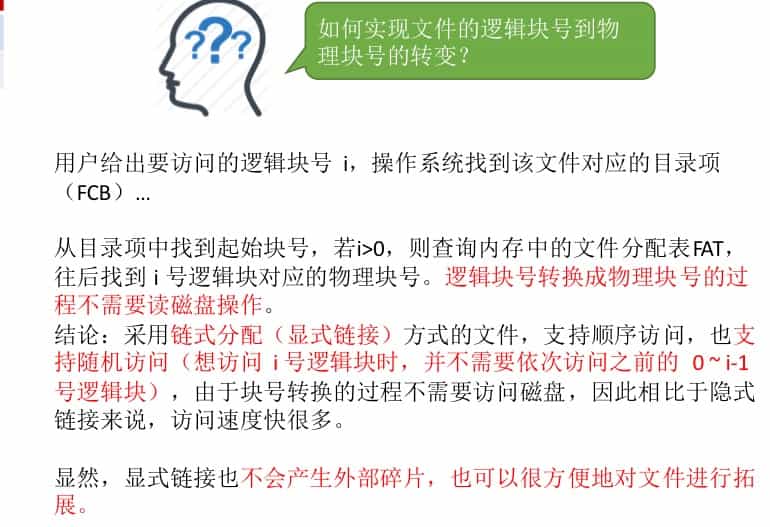 ???
如何实现文件的逻辑块号到物
理块号的转变？
用户给出要访问的逻辑块号 i，操作系统找到该文件对应的目录项
（FCB）...
从目录项中找到起始块号，若i>0，则查询内存中的文件分配表FAT，
往后找到 i 号逻辑块对应的物理块号。逻辑块号转换成物理块号的过
程不需要读磁盘操作。
结论：采用链式分配（显式链接）方式的文件，支持顺序访问，也支
持随机访问（想访问 i 号逻辑块时，并不需要依次访问之前的 0 ~ i-1
号逻辑块），由于块号转换的过程不需要访问磁盘，因此相比于隐式
链接来说，访问速度快很多。
显然，显式链接也不会产生外部碎片，也可以很方便地对文件进行拓
展。